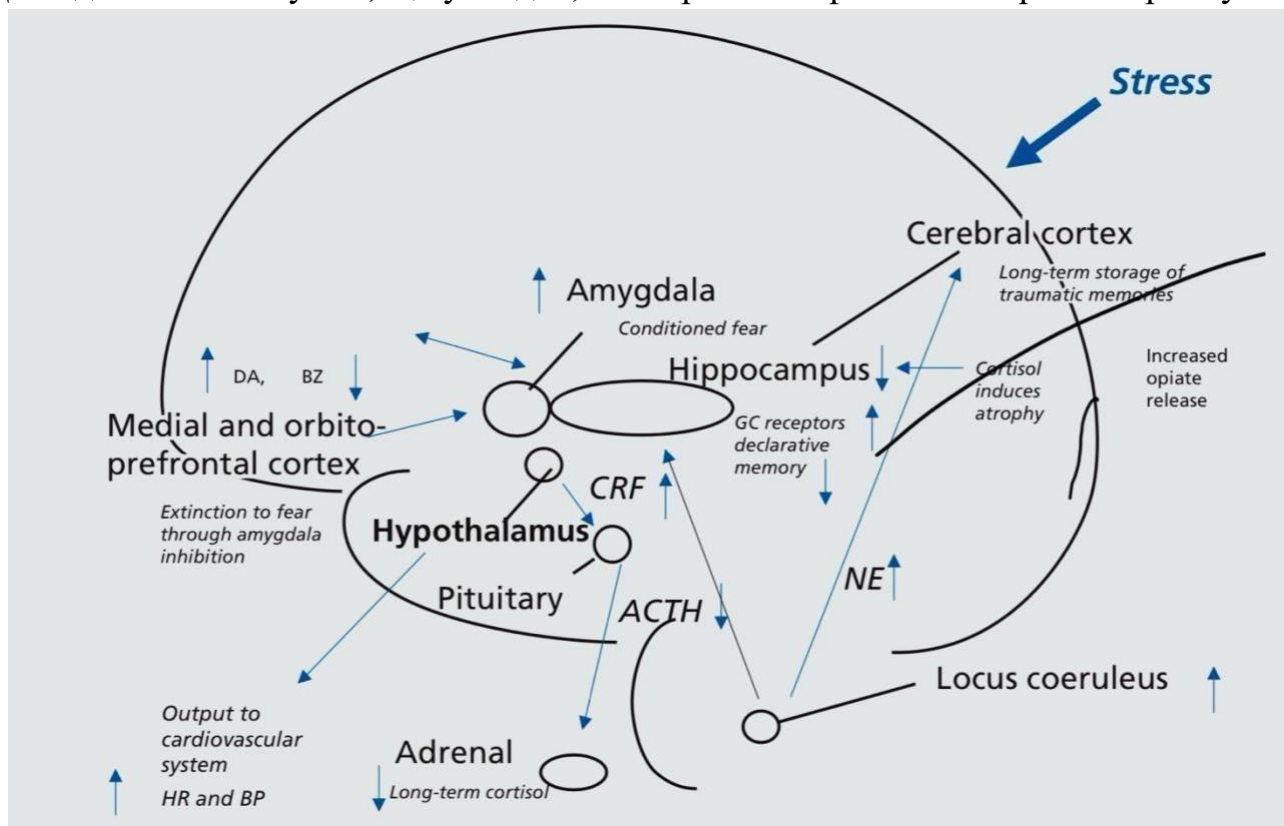 Stress
Cerebral cortex
Long-term storage of
traumatic memories
Amygdala
Conditioned fear
Hippocampus
Cortisol
induces
atrophy
Increased
opiate
release
DA, BZ
Medial and orbito-
prefrontal cortex
GC receptors
declarative
memory
Extinction to fear
through amygdala
inhibition
CRF
Hypothalamus
Pituitary
ACTH
NE
Locus coeruleus
Output to
cardiovascular
system
HR and BP
Adrenal
Long-term cortisol